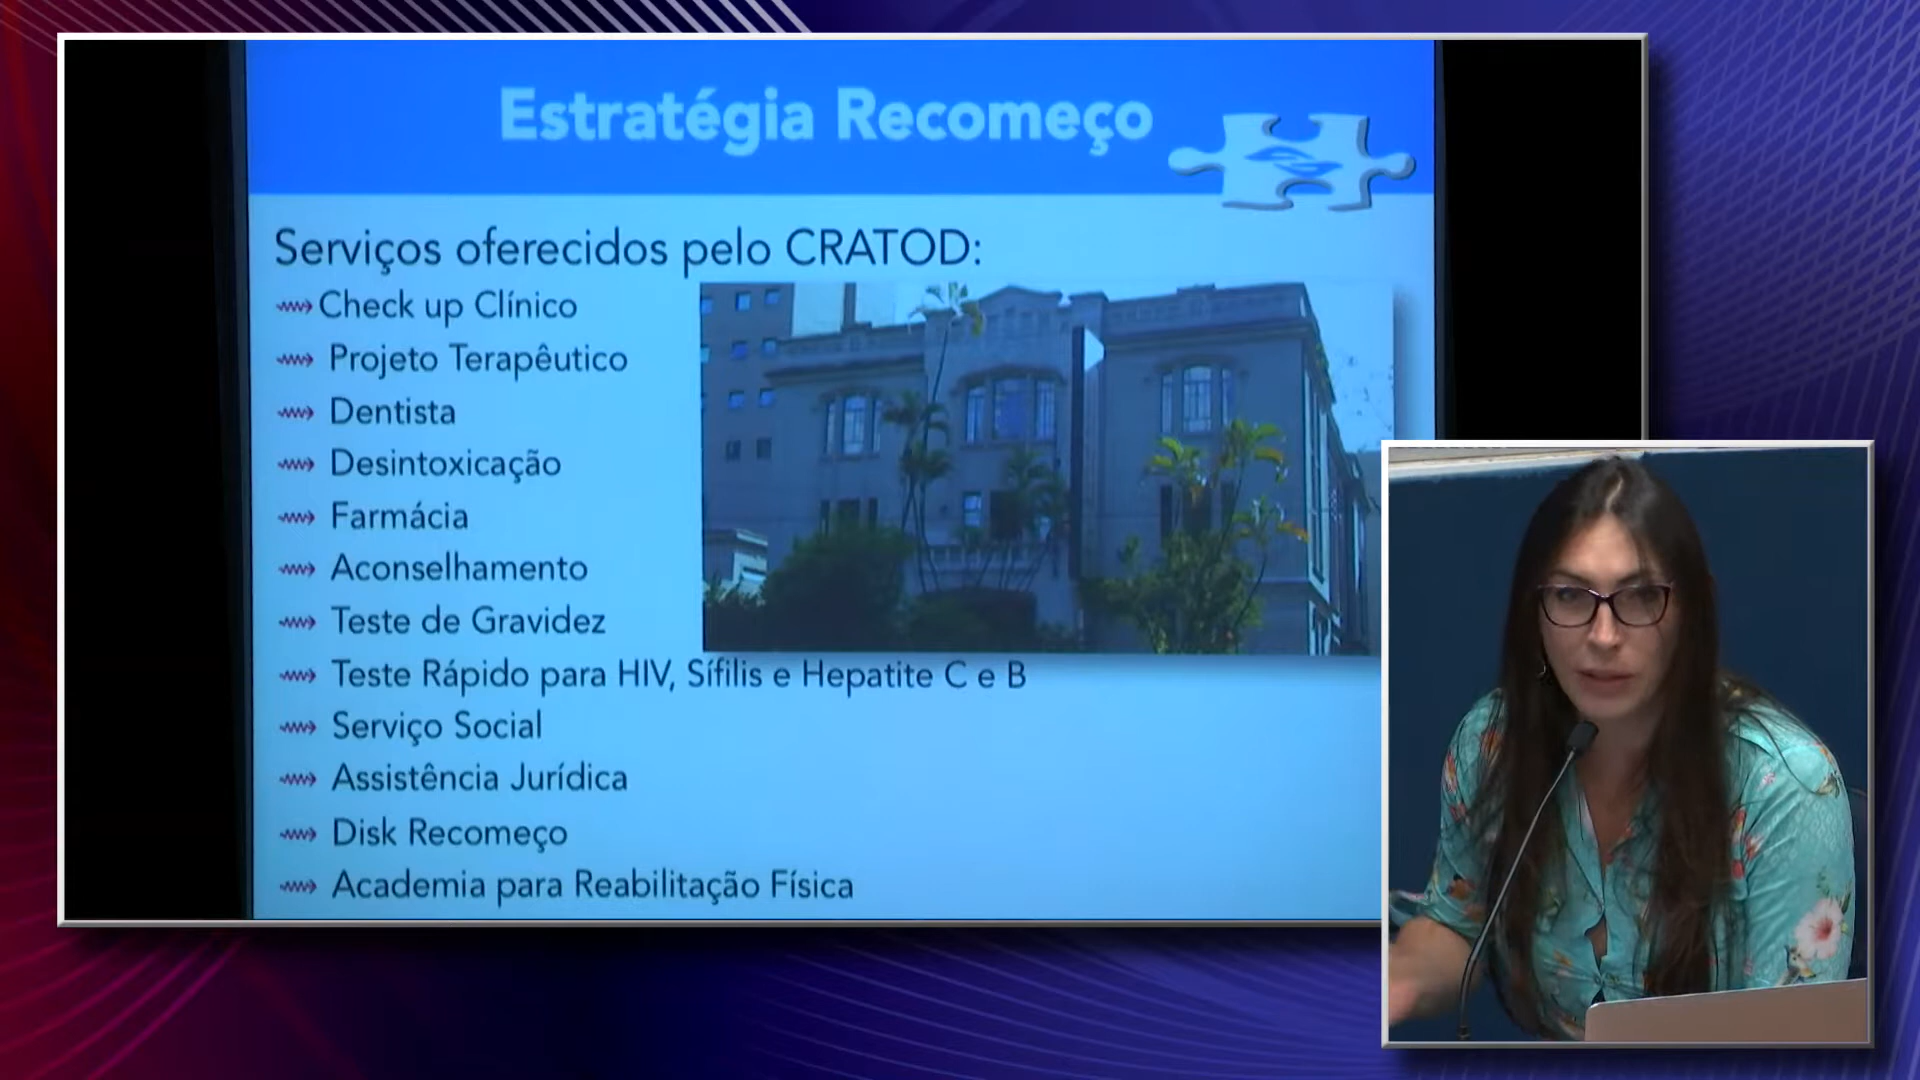 Estratégia Recomeço
Serviços oferecidos pelo CRATOD:
Check up Clínico
Projeto Terapêutico
Dentista
Desintoxicação
Farmácia
Aconselhamento
Teste de Gravidez
Teste Rápido para HIV, Sífilis e Hepatite C e B
Serviço Social
Assistência Jurídica
Disk Recomeço
Academia para Reabilitação Física